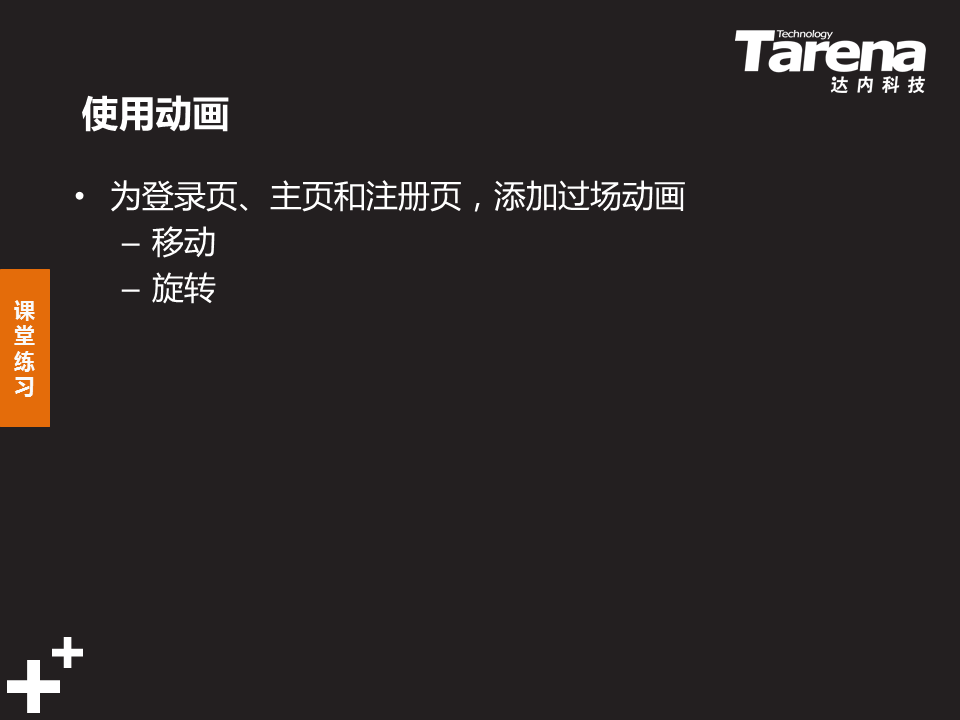 Technology
Tarena
达内科技
使用动画
• 为登录页、主页和注册页，添加过场动画
– 移动
– 旋转
课堂练习